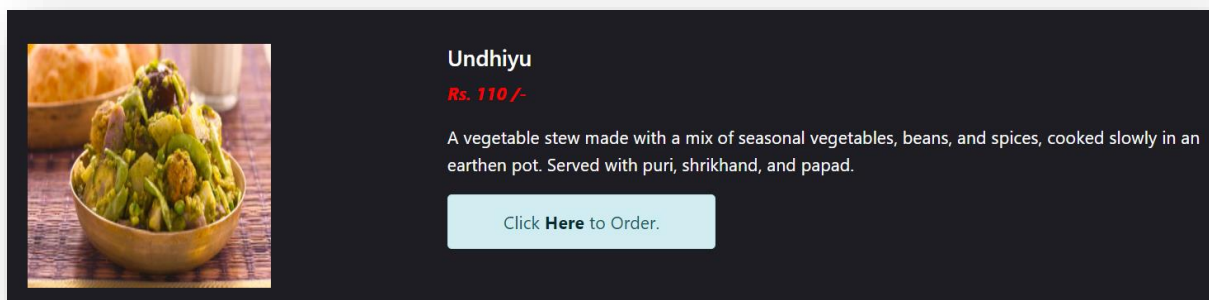 Undhiyu
Rs. 110 /-
A vegetable stew made with a mix of seasonal vegetables, beans, and spices, cooked slowly in an
earthen pot. Served with puri, shrikhand, and papad.
Click Here to Order.